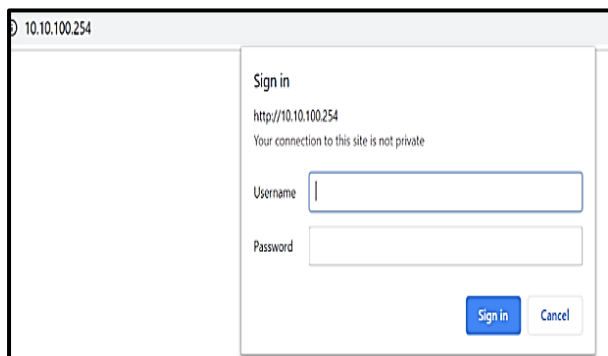 10.10.100.254
Sign in
http://10.10.100.254
Your connection to this site is not private
Username
Password
Sign in Cancel